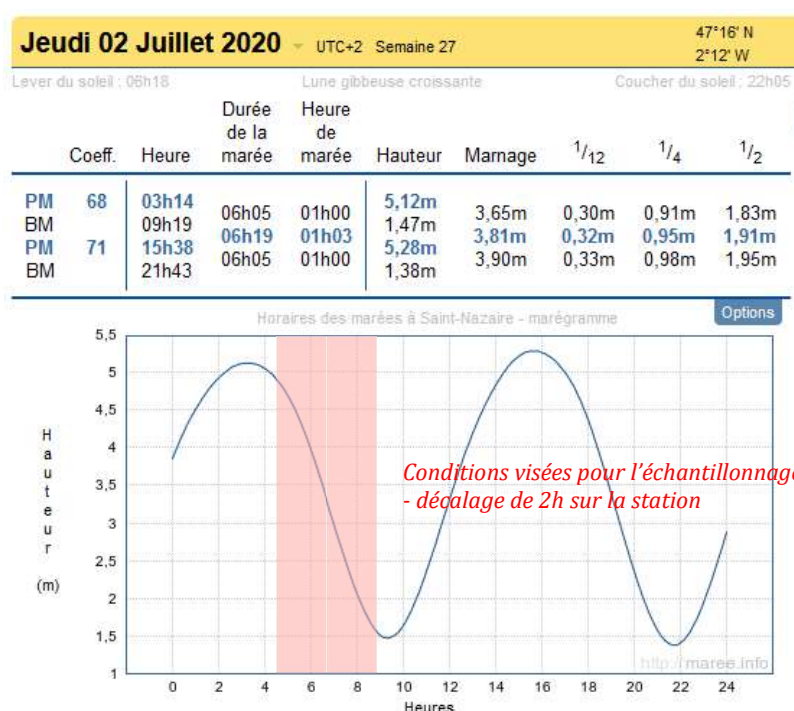 Jeudi 02 Juillet 2020 UTC+2 Semaine 27
47°16' N
2°12' W
Lever du soleil : 06h18 Lune gibbeuse croissante Coucher du soleil : 22h05
Coeff. Heure Durée de la marée Heure de marée Hauteur Marnage 1/12 1/4 1/2
PM 68 03h14 5,12m
06h05 01h00 3,65m 0,30m 0,91m 1,83m
BM 09h19 1,47m
06h19 01h03 3,81m 0,32m 0,95m 1,91m
PM 71 15h38 5,28m
06h05 01h00 3,90m 0,33m 0,98m 1,95m
BM 21h43 1,38m
Horaires des marées à Saint-Nazaire - marégramme
Options
5,5
5
4,5
4
3,5
3
2,5
2
1,5
1
Hauteur
(m)
Conditions visées pour l'échantillonnage
- décalage de 2h sur la station
http://maree.info
0 2 4 6 8 10 12 14 16 18 20 22 24
Heures